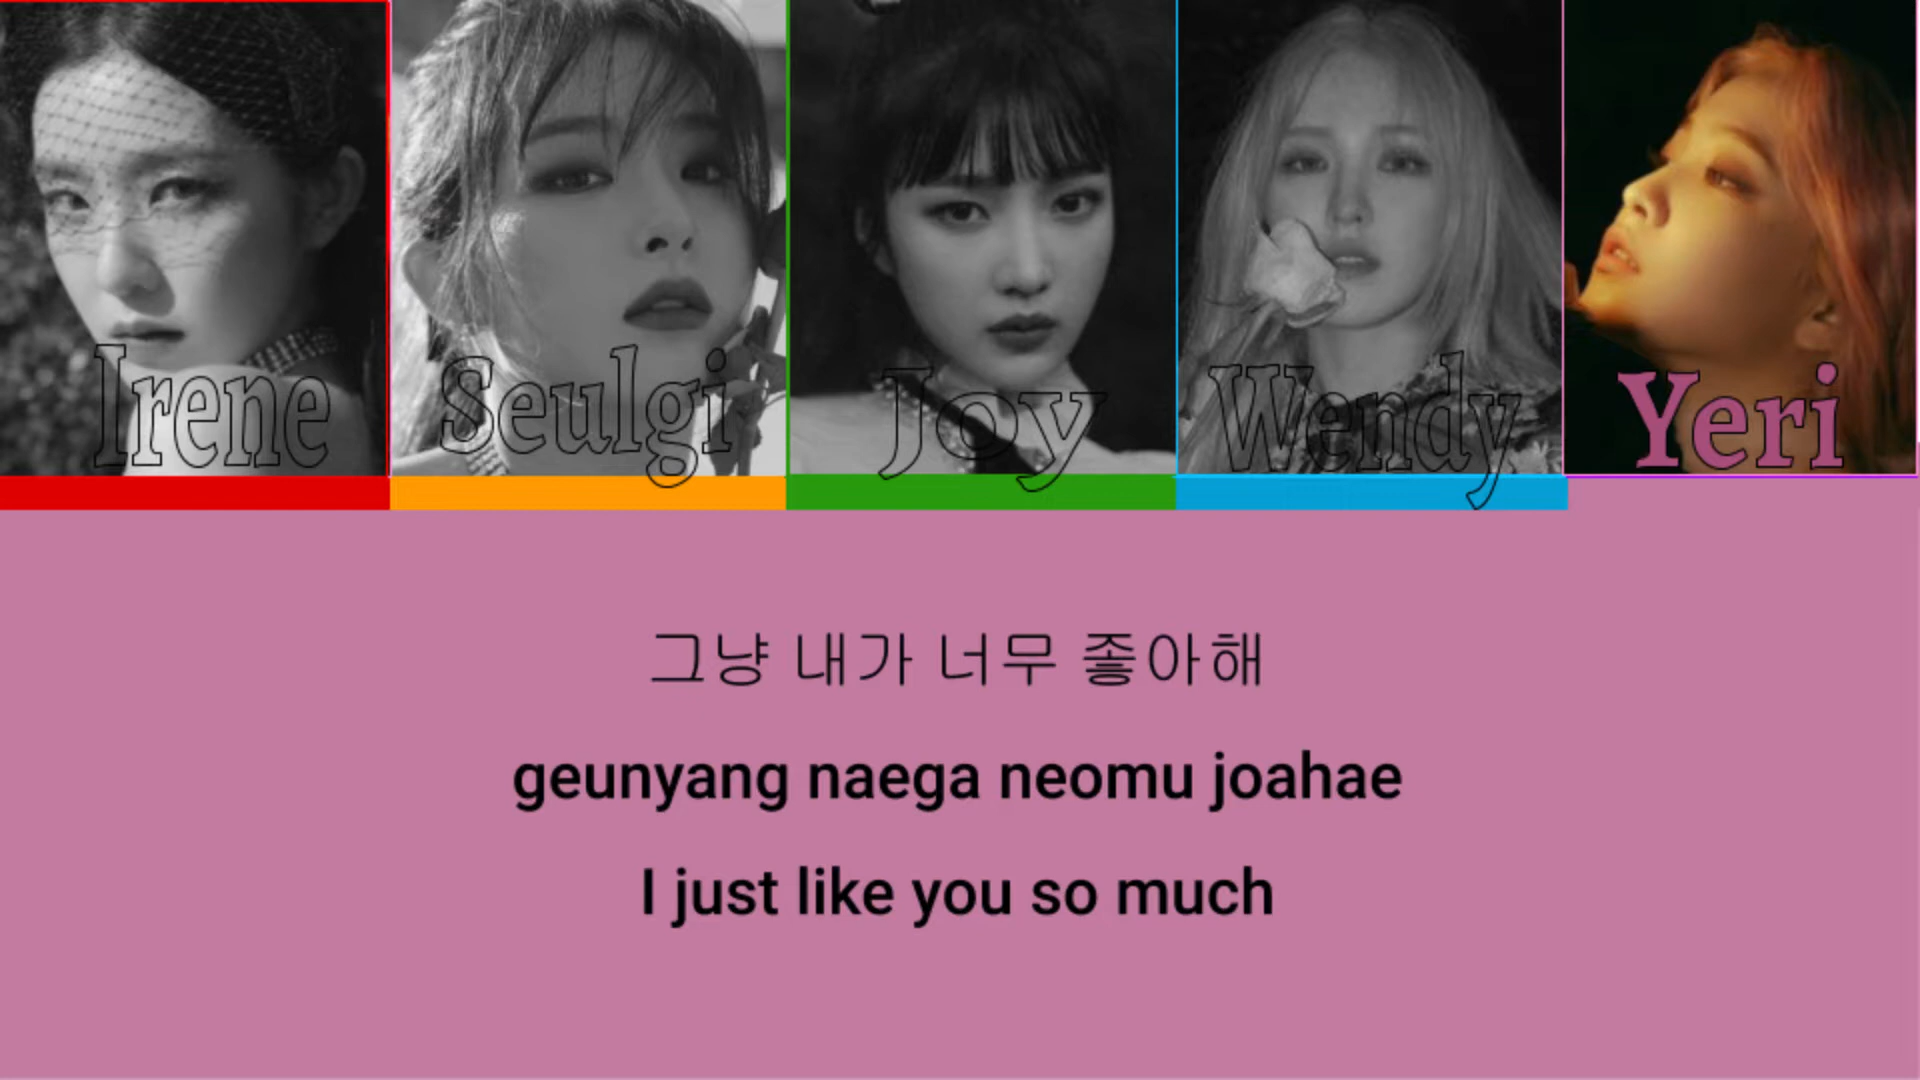 Irene Seulgi Joy Wendy Yeri
그냥 내가 너무 좋아해
geunyang naega neomu joahae
I just like you so much